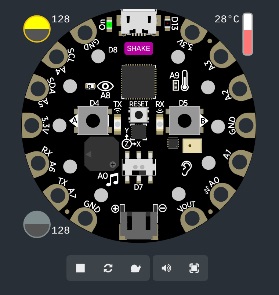 128
28°C
ON
D13
GND
D8
SHAKE
3.3V
SCL
A4
SDA
A5
A8
A9
A3
A2
D4
TX
RX
D5
RESET
3.3V
GND
A
B
Z
X
RX
A6
A1
TX
A7
A0
D7
A0
GND
VOUT
128